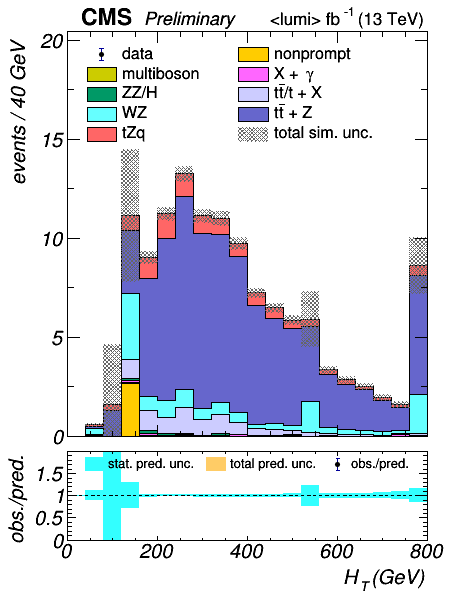 CMS Preliminary <lumi> fb⁻¹ (13 TeV)
events / 40 GeV
20
15
10
5
0
data
multiboson
ZZ/H
WZ
tZq
nonprompt
X + γ
tt̄/t + X
tt̄ + Z
total sim. unc.
obs./pred.
1.5
1
0.5
0
stat. pred. unc. total pred. unc. obs./pred.
0 200 400 600 800
H_T (GeV)